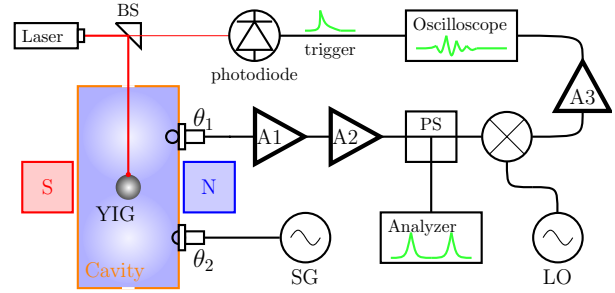 BS
Laser
photodiode
trigger
Oscilloscope
A3
θ1
A1
A2
PS
S
N
YIG
θ2
Cavity
SG
Analyzer
LO